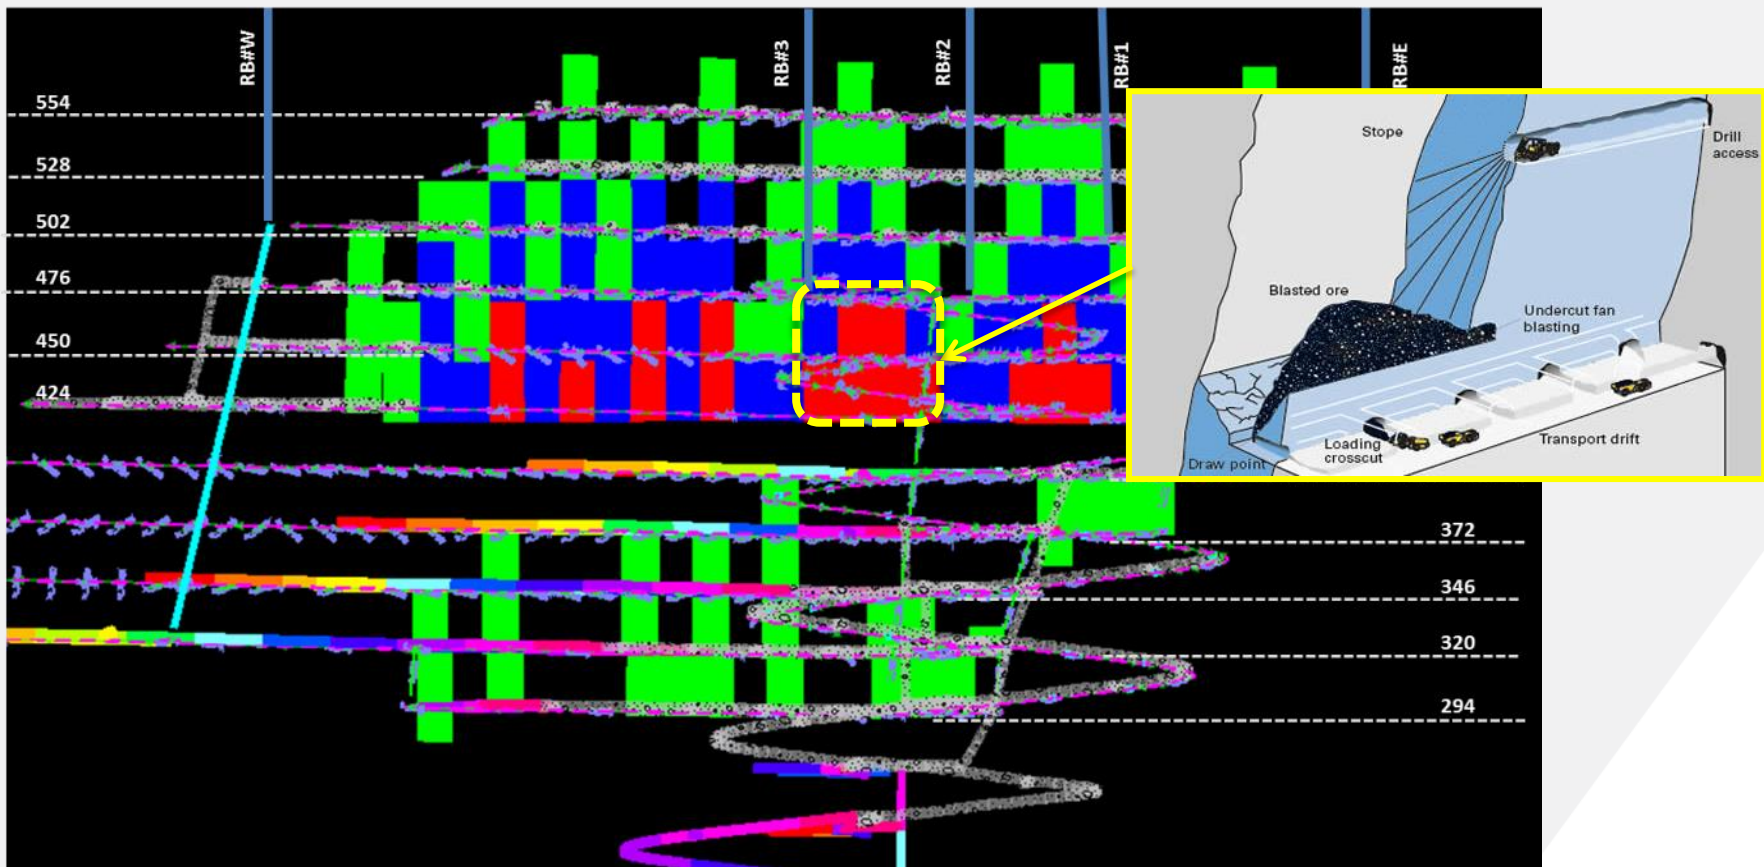 RB#W
RB#3
RB#2
RB#1
RB#E
554
528
502
476
450
424
Stope
Drill
access
Blasted ore
Undercut fan
blasting
Loading
crosscut
Transport drift
Draw point
372
346
320
294